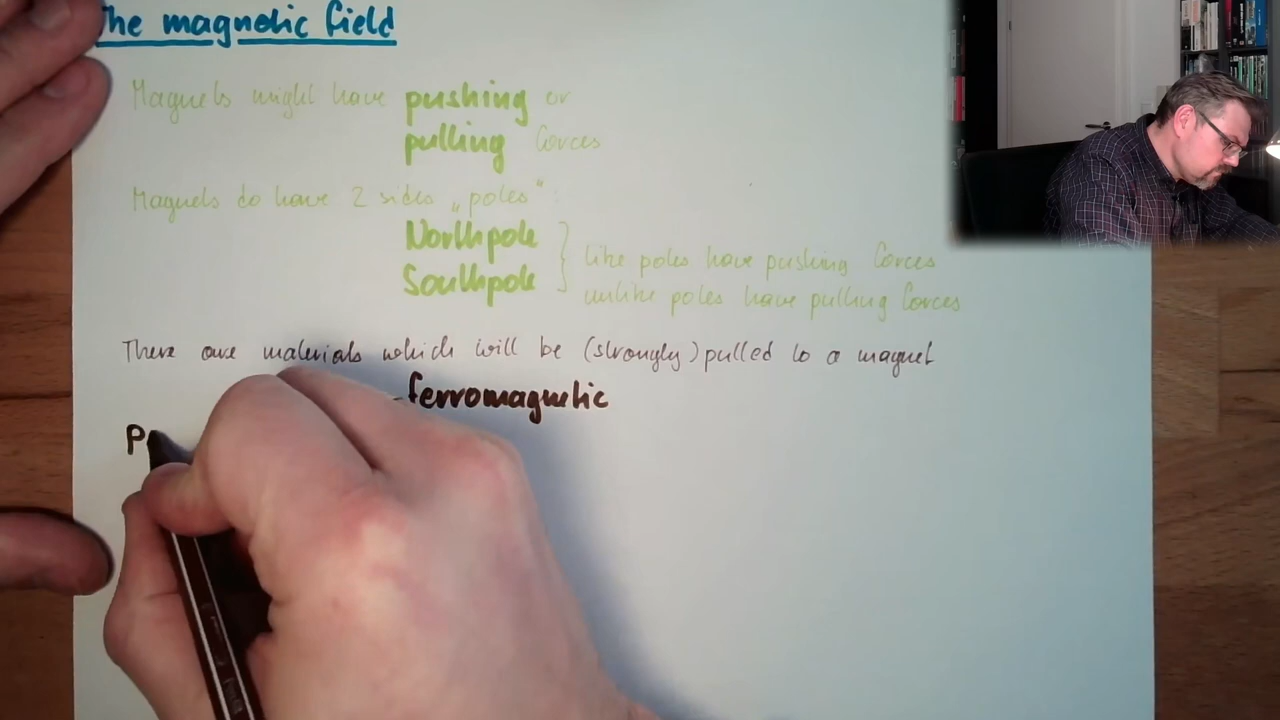 The magnetic field
Magnets might have pushing or
pulling forces
Magnets do have 2 sides „poles“:
Northpole
Southpole
like poles have pushing forces
unlike poles have pulling forces
There are materials which will be (strongly) pulled to a magnet
ferromagnetic
P